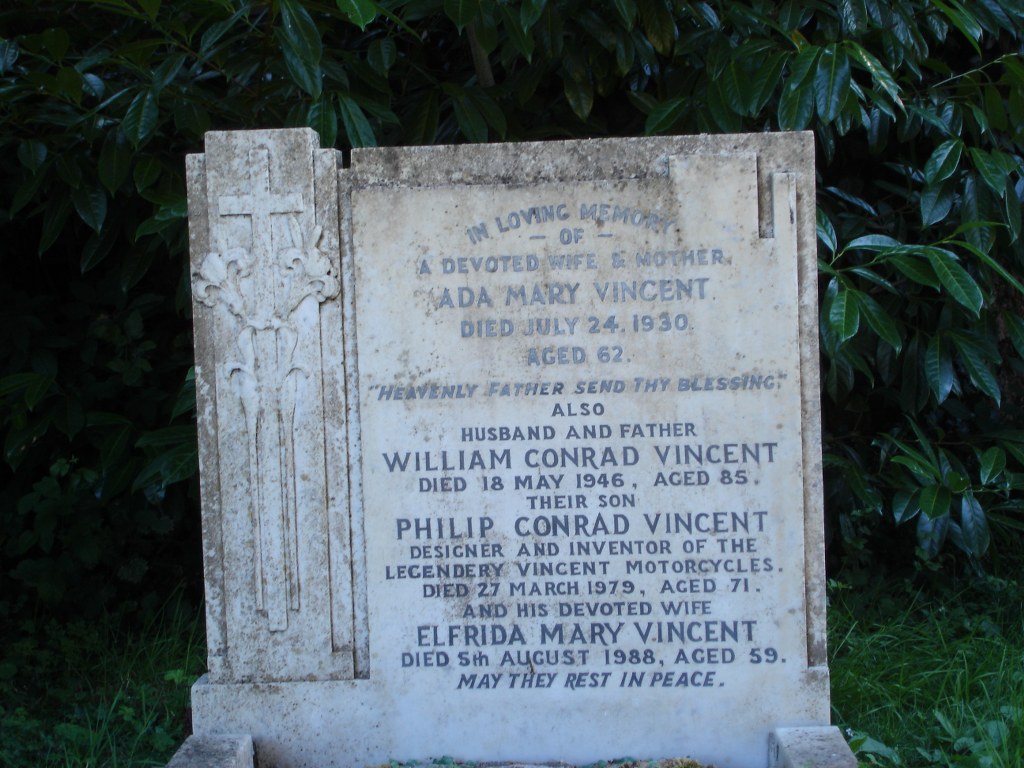 IN LOVING MEMORY
- OF -
A DEVOTED WIFE & MOTHER.
ADA MARY VINCENT.
DIED JULY 24. 1930.
AGED 62.
"HEAVENLY FATHER SEND THY BLESSING."
ALSO
HUSBAND AND FATHER
WILLIAM CONRAD VINCENT
DIED 18 MAY 1946, AGED 85.
THEIR SON
PHILIP CONRAD VINCENT
DESIGNER AND INVENTOR OF THE
LEGENDERY VINCENT MOTORCYCLES.
DIED 27 MARCH 1979, AGED 71.
AND HIS DEVOTED WIFE
ELFRIDA MARY VINCENT
DIED 5th AUGUST 1988, AGED 59.
MAY THEY REST IN PEACE.